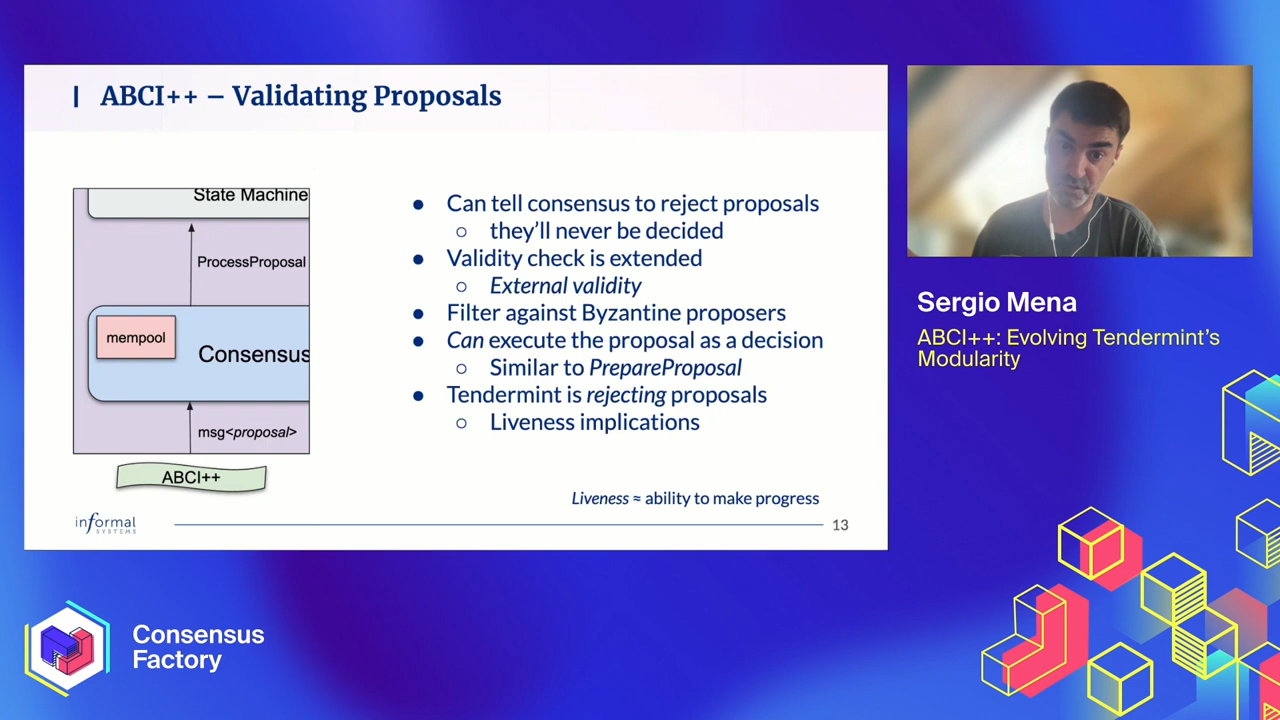 ABCI++ – Validating Proposals
State Machine
ProcessProposal
mempool
Consensus
msg<proposal>
ABCI++
● Can tell consensus to reject proposals
○ they'll never be decided
● Validity check is extended
○ External validity
● Filter against Byzantine proposers
● Can execute the proposal as a decision
○ Similar to PrepareProposal
● Tendermint is rejecting proposals
○ Liveness implications
Liveness ≈ ability to make progress
informal
SYSTEMS
13
Sergio Mena
ABCI++: Evolving Tendermint's
Modularity
Consensus
Factory